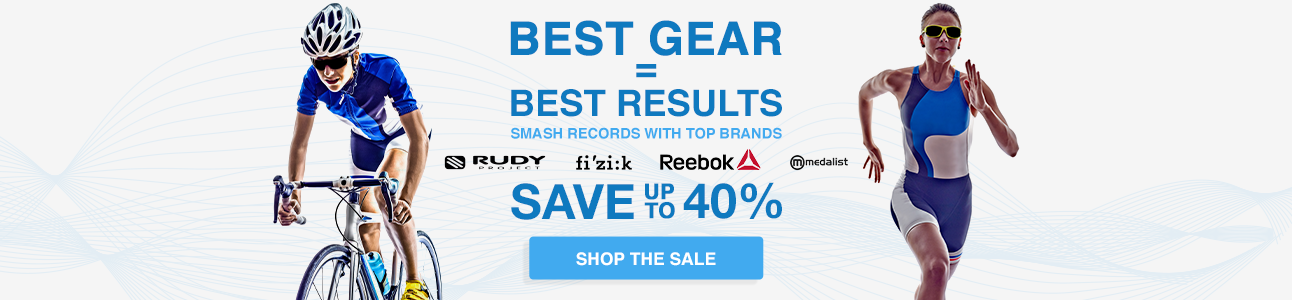 BEST GEAR
=
BEST RESULTS
SMASH RECORDS WITH TOP BRANDS
RUDY PROJECT fi'zi:k Reebok medalist
SAVE UP TO 40%
SHOP THE SALE